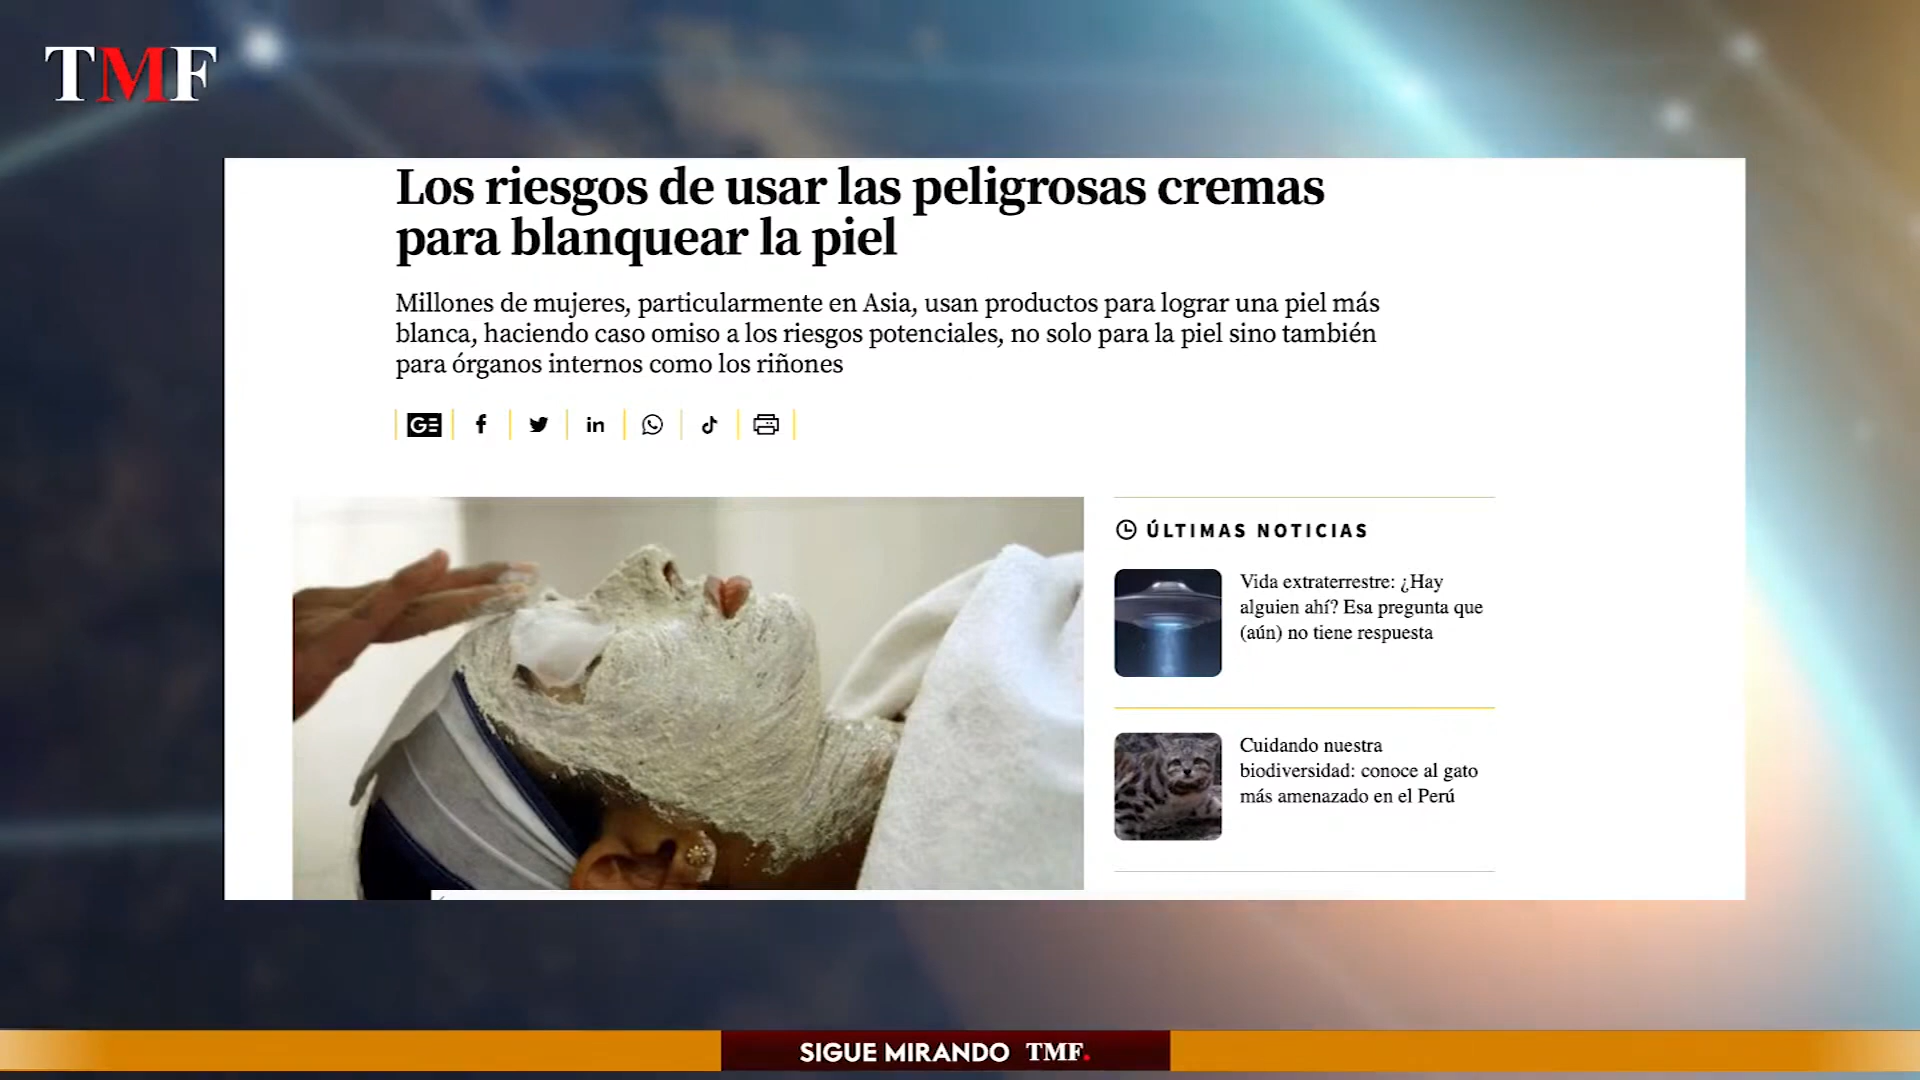 TMF
Los riesgos de usar las peligrosas cremas
para blanquear la piel
Millones de mujeres, particularmente en Asia, usan productos para lograr una piel más
blanca, haciendo caso omiso a los riesgos potenciales, no solo para la piel sino también
para órganos internos como los riñones
GE
in
ÚLTIMAS NOTICIAS
Vida extraterrestre: ¿Hay
alguien ahí? Esa pregunta que
(aún) no tiene respuesta
Cuidando nuestra
biodiversidad: conoce al gato
más amenazado en el Perú
SIGUE MIRANDO TMF.